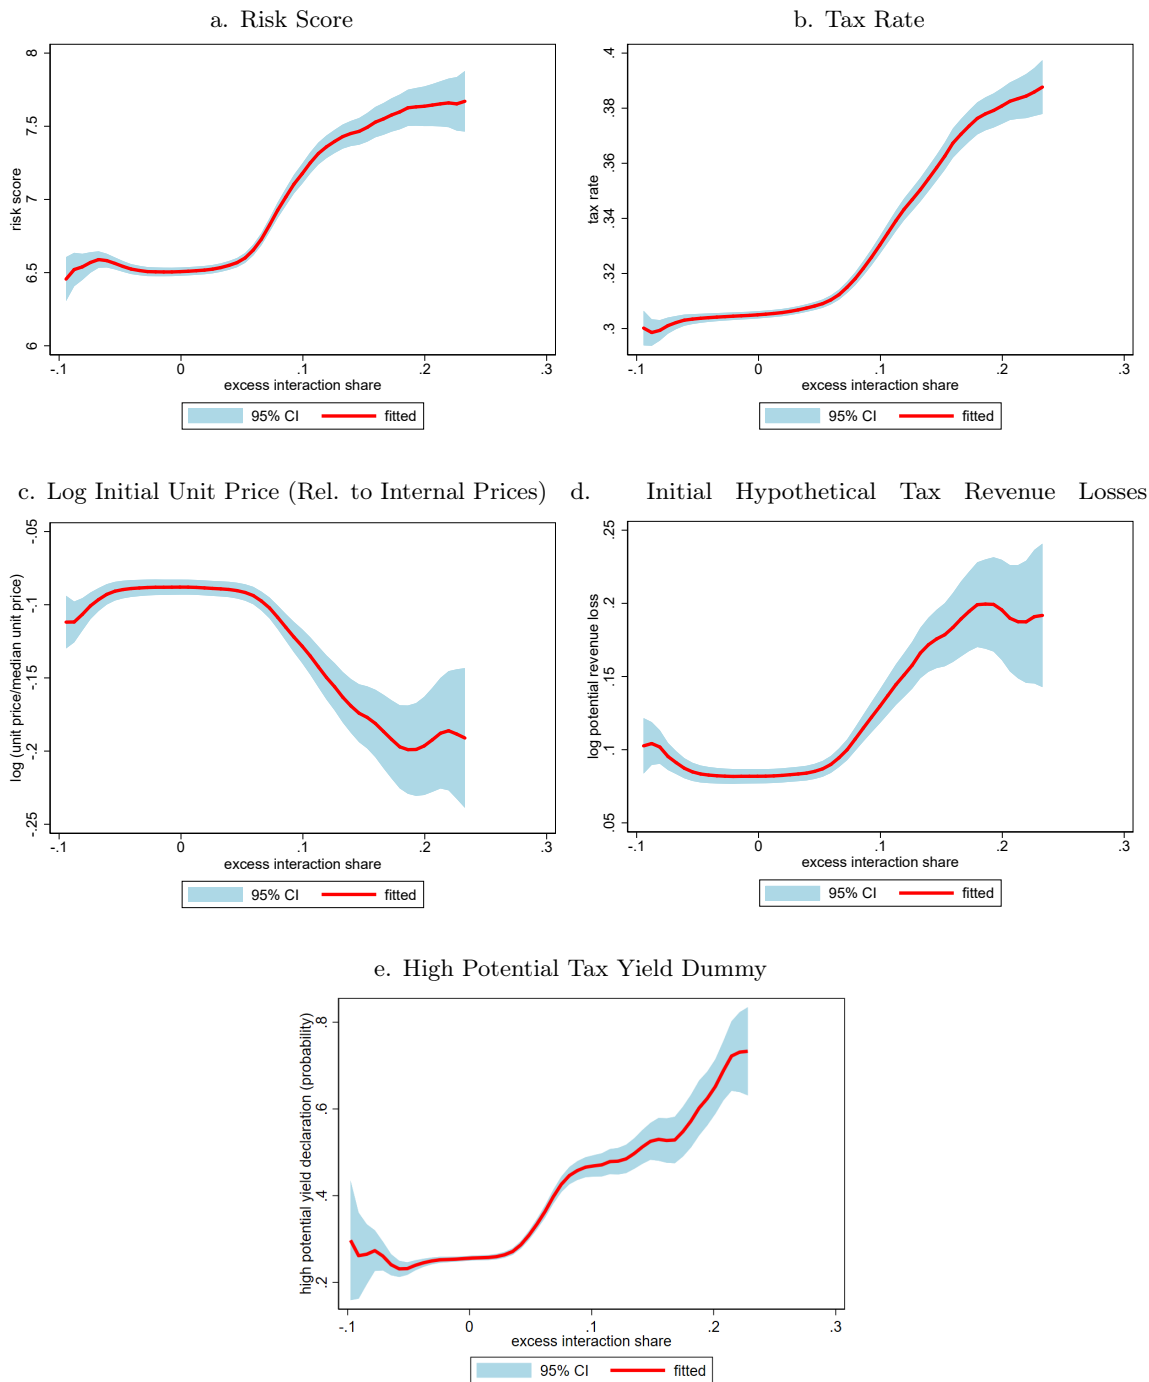 a. Risk Score
risk score
8
7.5
7
6.5
6
-.1 0 .1 .2 .3
excess interaction share
95% CI fitted
b. Tax Rate
tax rate
.4
.38
.36
.34
.32
.3
-.1 0 .1 .2 .3
excess interaction share
95% CI fitted
c. Log Initial Unit Price (Rel. to Internal Prices)
log (unit price/median unit price)
-.05
-.1
-.15
-.2
-.25
-.1 0 .1 .2 .3
excess interaction share
95% CI fitted
d. Initial Hypothetical Tax Revenue Losses
log potential revenue loss
.25
.2
.15
.1
.05
-.1 0 .1 .2 .3
excess interaction share
95% CI fitted
e. High Potential Tax Yield Dummy
high potential yield declaration (probability)
.8
.6
.4
.2
-.1 0 .1 .2 .3
excess interaction share
95% CI fitted